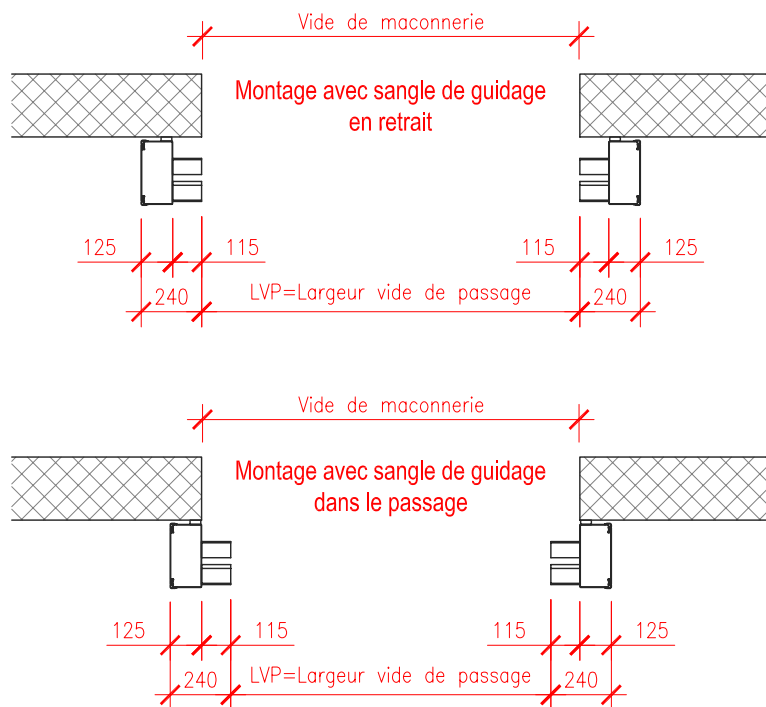 Vide de maconnerie
Montage avec sangle de guidage
en retrait
125
115
115
125
240
LVP=Largeur vide de passage
240
Vide de maconnerie
Montage avec sangle de guidage
dans le passage
125
115
115
125
240
LVP=Largeur vide de passage
240